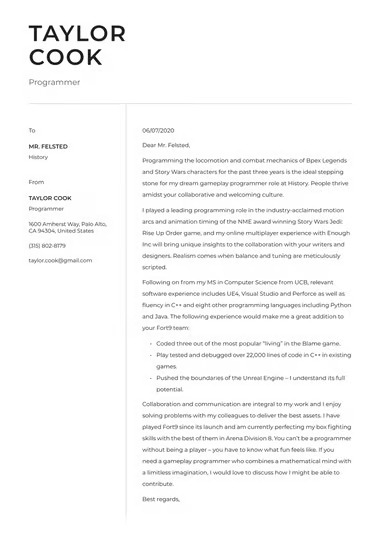 TAYLOR
COOK
Programmer
To
MR. FELSTED
History
From
TAYLOR COOK
Programmer
1600 Amherst Way, Palo Alto,
CA 94304, United States
(315) 802-8179
taylor.cook@gmail.com
06/07/2020
Dear Mr. Felsted,
Programming the locomotion and combat mechanics of Bpex Legends
and Story Wars characters for the past three years is the ideal stepping
stone for my dream gameplay programmer role at History. People thrive
amidst your collaborative and welcoming culture.
I played a leading programming role in the industry-acclaimed motion
arcs and animation timing of the NME award winning Story Wars Jedi:
Rise Up Order game, and my online multiplayer experience with Enough
Inc will bring unique insights to the collaboration with your writers and
designers. Realism comes when balance and tuning are meticulously
scripted.
Following on from my MS in Computer Science from UCB, relevant
software experience includes UE4, Visual Studio and Perforce as well as
fluency in C++ and eight other programming languages including Python
and Java. The following experience would make me a great addition to
your Fort9 team:
- Coded three out of the most popular "living" in the Blame game.
- Play tested and debugged over 22,000 lines of code in C++ in existing
games.
- Pushed the boundaries of the Unreal Engine – I understand its full
potential.
Collaboration and communication are integral to my work and I enjoy
solving problems with my colleagues to deliver the best assets. I have
played Fort9 since its launch and am currently perfecting my box fighting
skills with the best of them in Arena Division 8. You can't be a programmer
without being a player – you have to know what fun feels like. If you
need a gameplay programmer who combines a mathematical mind with
a limitless imagination, I would love to discuss how I might be able to
contribute.
Best regards,